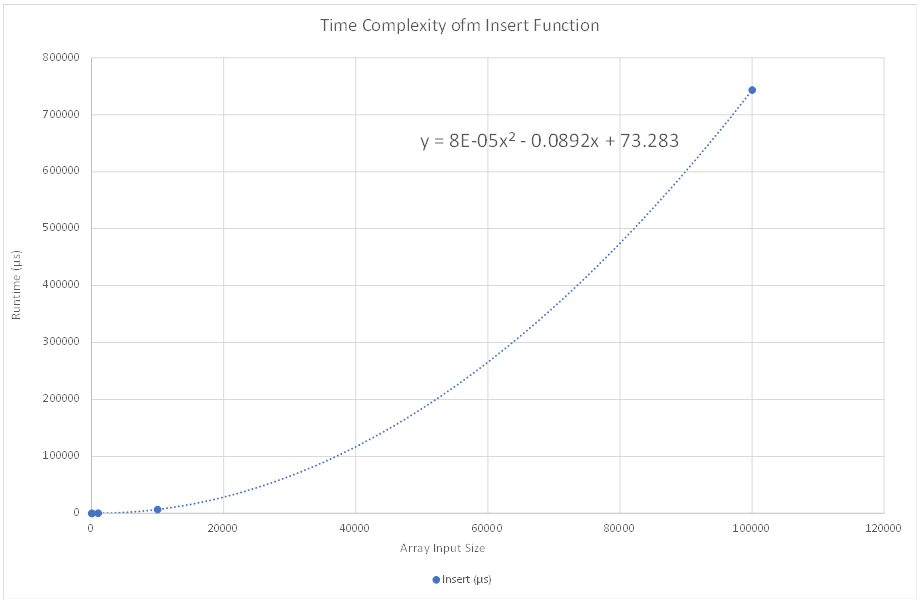 Time Complexity ofm Insert Function
800000
700000
y = 8E-05x² - 0.0892x + 73.283
600000
500000
400000
300000
200000
100000
0
Runtime (µs)
0 20000 40000 60000 80000 100000 120000
Array Input Size
Insert (µs)